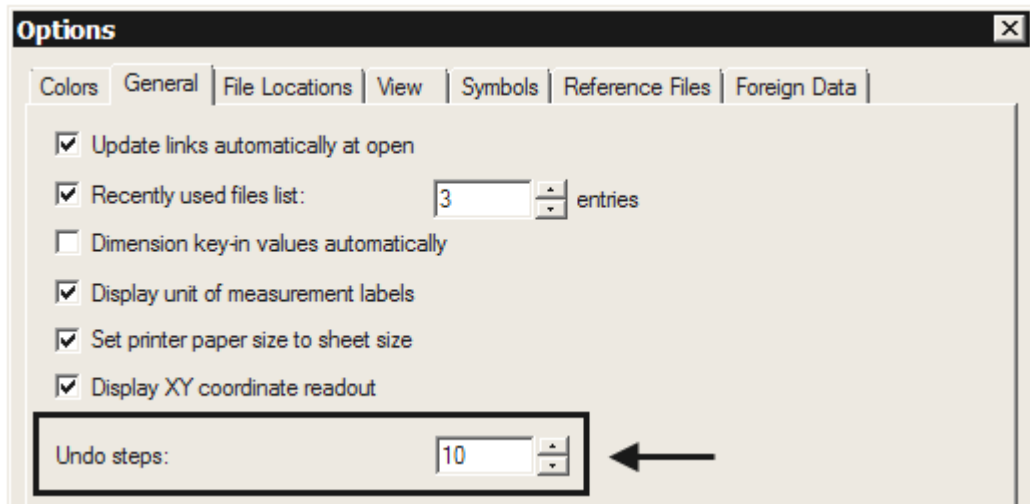 Options
Colors General File Locations View Symbols Reference Files Foreign Data
Update links automatically at open
Recently used files list: 3 entries
Dimension key-in values automatically
Display unit of measurement labels
Set printer paper size to sheet size
Display XY coordinate readout
Undo steps: 10